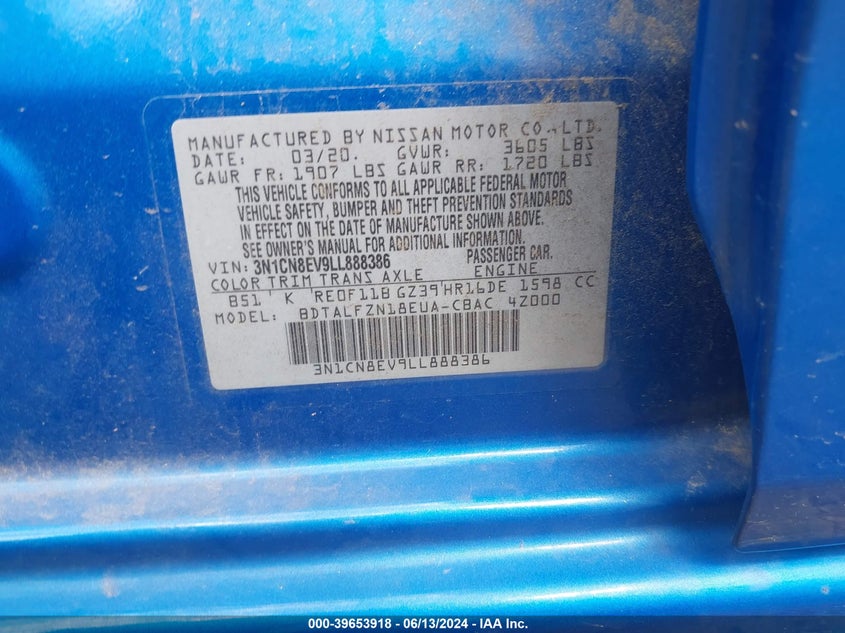 MANUFACTURED BY NISSAN MOTOR CO., LTD.
DATE: 03/20. GVWR: 3605 LBS
GAWR FR: 1907 LBS GAWR RR: 1720 LBS
THIS VEHICLE CONFORMS TO ALL APPLICABLE FEDERAL MOTOR
VEHICLE SAFETY, BUMPER AND THEFT PREVENTION STANDARDS
IN EFFECT ON THE DATE OF MANUFACTURE SHOWN ABOVE.
SEE OWNER'S MANUAL FOR ADDITIONAL INFORMATION.
VIN: 3N1CN8EV9LL888386 PASSENGER CAR.
COLOR TRIM TRANS AXLE ENGINE
B51 K RE0F11B GZ39 HR16DE 1598 CC
MODEL: BDTALFZN18EUA-CBAC 4Z000
3N1CN8EV9LL888386
000-39653918 - 06/13/2024 - IAA Inc.